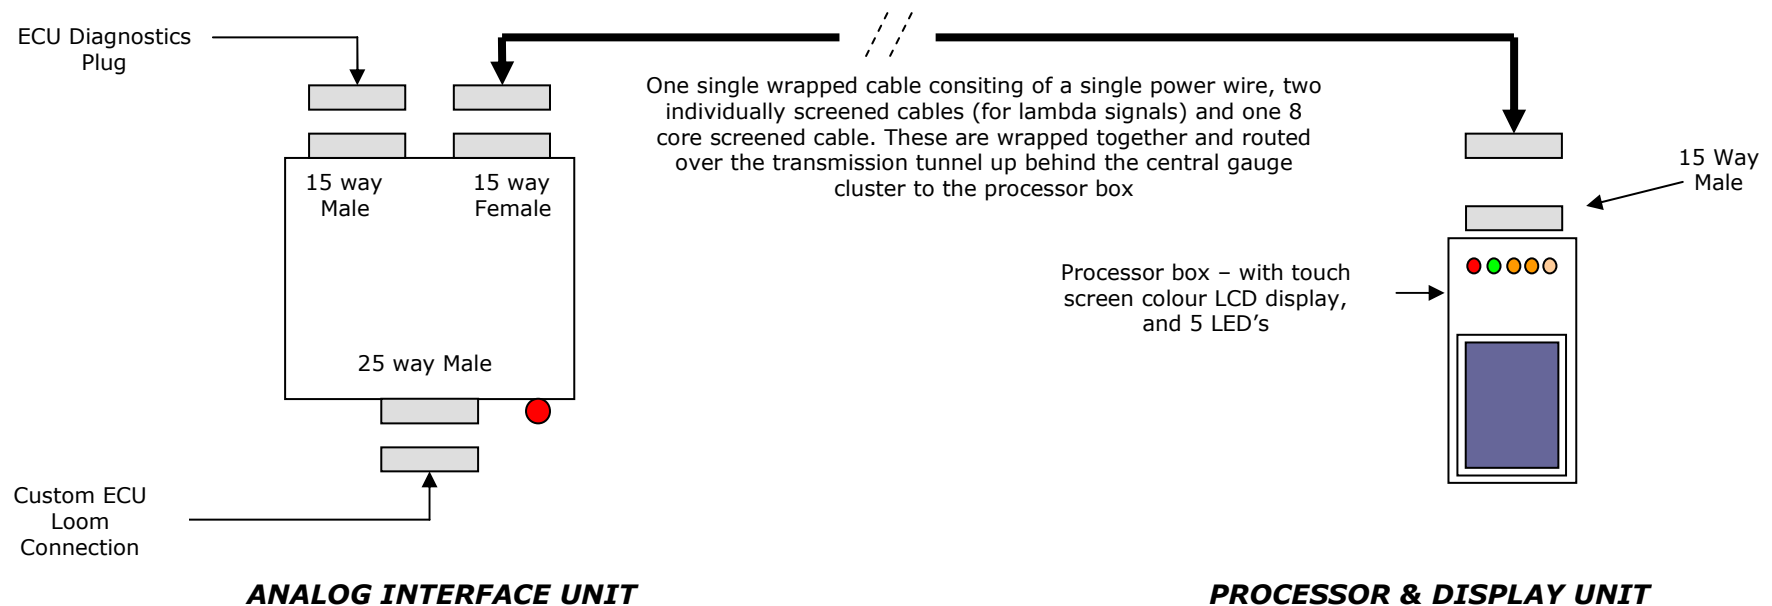 ECU Diagnostics
Plug
One single wrapped cable consiting of a single power wire, two
individually screened cables (for lambda signals) and one 8
core screened cable. These are wrapped together and routed
over the transmission tunnel up behind the central gauge
cluster to the processor box
15 Way
Male
15 way
Male
15 way
Female
Processor box – with touch
screen colour LCD display,
and 5 LED's
25 way Male
Custom ECU
Loom
Connection
ANALOG INTERFACE UNIT
PROCESSOR & DISPLAY UNIT